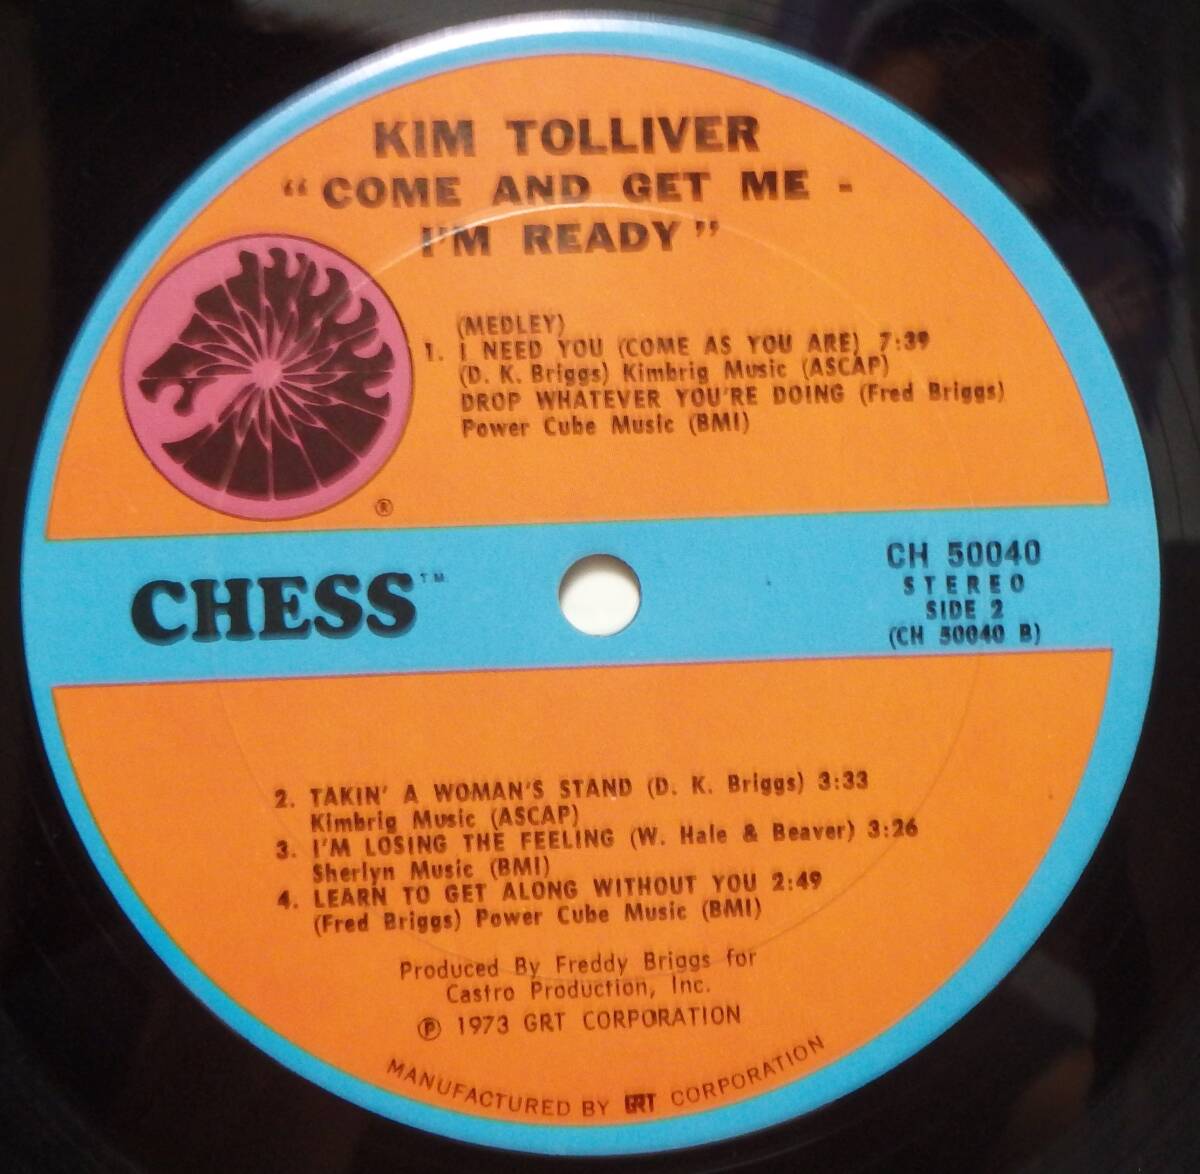 KIM TOLLIVER
"COME AND GET ME -
I'M READY"
(MEDLEY)
1. I NEED YOU (COME AS YOU ARE) 7:39
(D. K. Briggs) Kimbrig Music (ASCAP)
DROP WHATEVER YOU'RE DOING (Fred Briggs)
Power Cube Music (BMI)
®
CHESS™
CH 50040
STEREO
SIDE 2
(CH 50040 B)
2. TAKIN' A WOMAN'S STAND (D. K. Briggs) 3:33
Kimbrig Music (ASCAP)
3. I'M LOSING THE FEELING (W. Hale & Beaver) 3:26
Sherlyn Music (BMI)
4. LEARN TO GET ALONG WITHOUT YOU 2:49
(Fred Briggs) Power Cube Music (BMI)
Produced By Freddy Briggs for
Castro Production, Inc.
℗ 1973 GRT CORPORATION
MANUFACTURED BY GRT CORPORATION